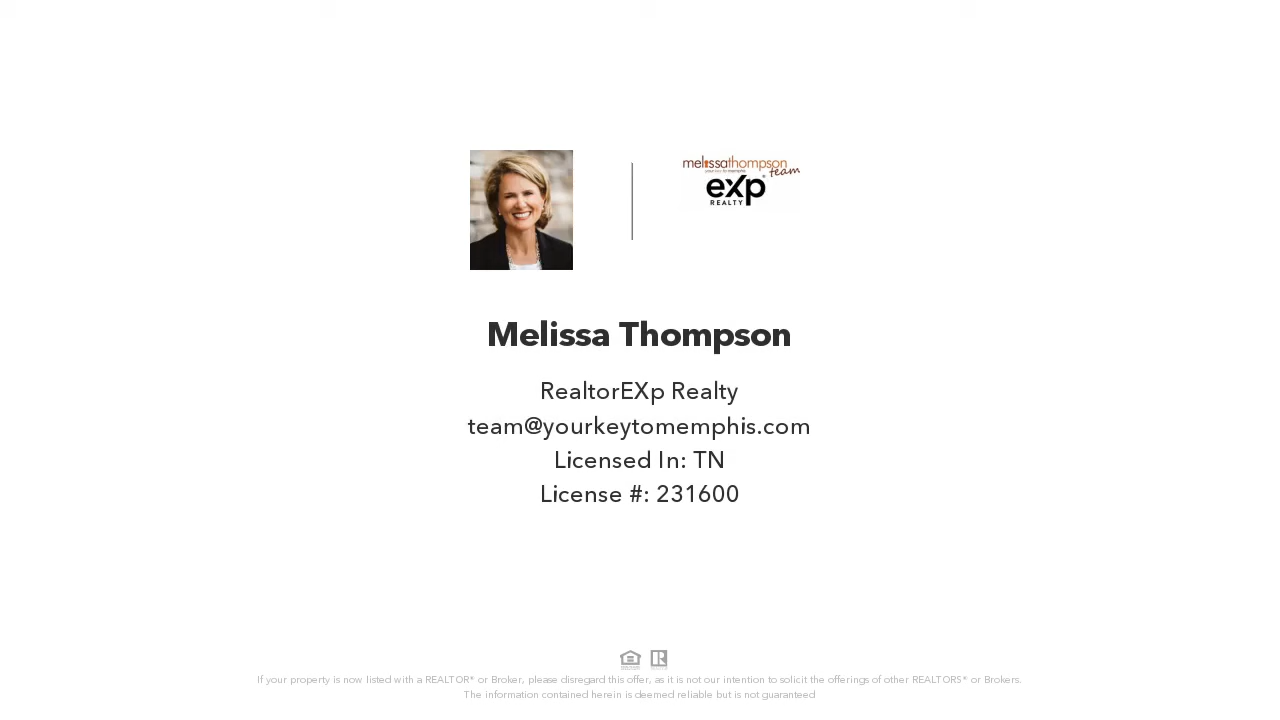 melissathompson
team
eXp
REALTY
Melissa Thompson
RealtorEXp Realty
team@yourkeytomemphis.com
Licensed In: TN
License #: 231600
If your property is now listed with a REALTOR® or Broker, please disregard this offer, as it is not our intention to solicit the offerings of other REALTORS® or Brokers.
The information contained herein is deemed reliable but is not guaranteed